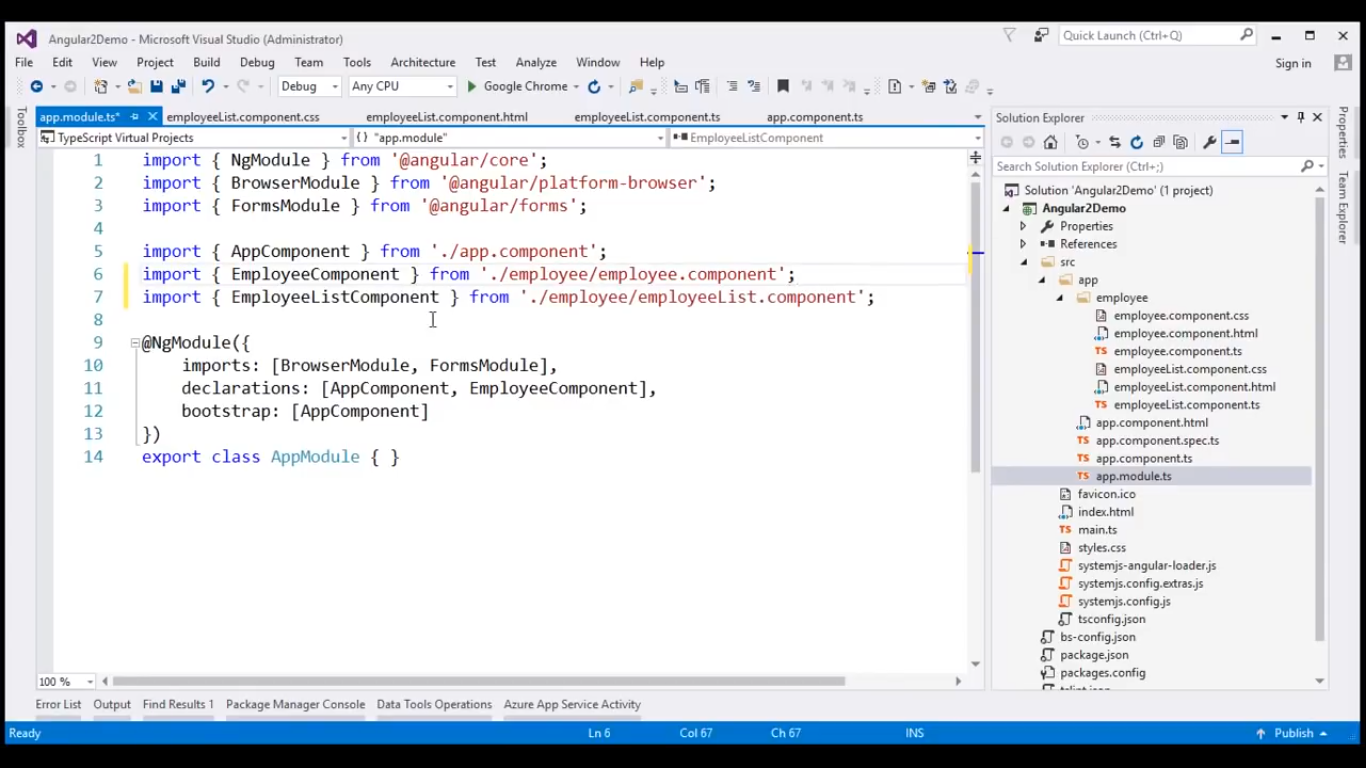 Angular2Demo - Microsoft Visual Studio (Administrator)
Quick Launch (Ctrl+Q)
File Edit View Project Build Debug Team Tools Architecture Test Analyze Window Help
Sign in
Debug Any CPU Google Chrome
Toolbox
app.module.ts* employeeList.component.css employeeList.component.html employeeList.component.ts app.component.ts
TypeScript Virtual Projects {} "app.module" EmployeeListComponent
1 import { NgModule } from '@angular/core';
2 import { BrowserModule } from '@angular/platform-browser';
3 import { FormsModule } from '@angular/forms';
4
5 import { AppComponent } from './app.component';
6 import { EmployeeComponent } from './employee/employee.component';
7 import { EmployeeListComponent } from './employee/employeeList.component';
8
9 @NgModule({
10 imports: [BrowserModule, FormsModule],
11 declarations: [AppComponent, EmployeeComponent],
12 bootstrap: [AppComponent]
13 })
14 export class AppModule { }
100 %
Solution Explorer
Search Solution Explorer (Ctrl+;)
Solution 'Angular2Demo' (1 project)
Angular2Demo
Properties
References
src
app
employee
employee.component.css
employee.component.html
TS employee.component.ts
employeeList.component.css
employeeList.component.html
TS employeeList.component.ts
app.component.html
TS app.component.spec.ts
TS app.component.ts
TS app.module.ts
favicon.ico
index.html
TS main.ts
styles.css
systemjs-angular-loader.js
systemjs.config.extras.js
systemjs.config.js
tsconfig.json
bs-config.json
package.json
packages.config
Properties
Team Explorer
Error List Output Find Results 1 Package Manager Console Data Tools Operations Azure App Service Activity
Ready Ln 6 Col 67 Ch 67 INS Publish